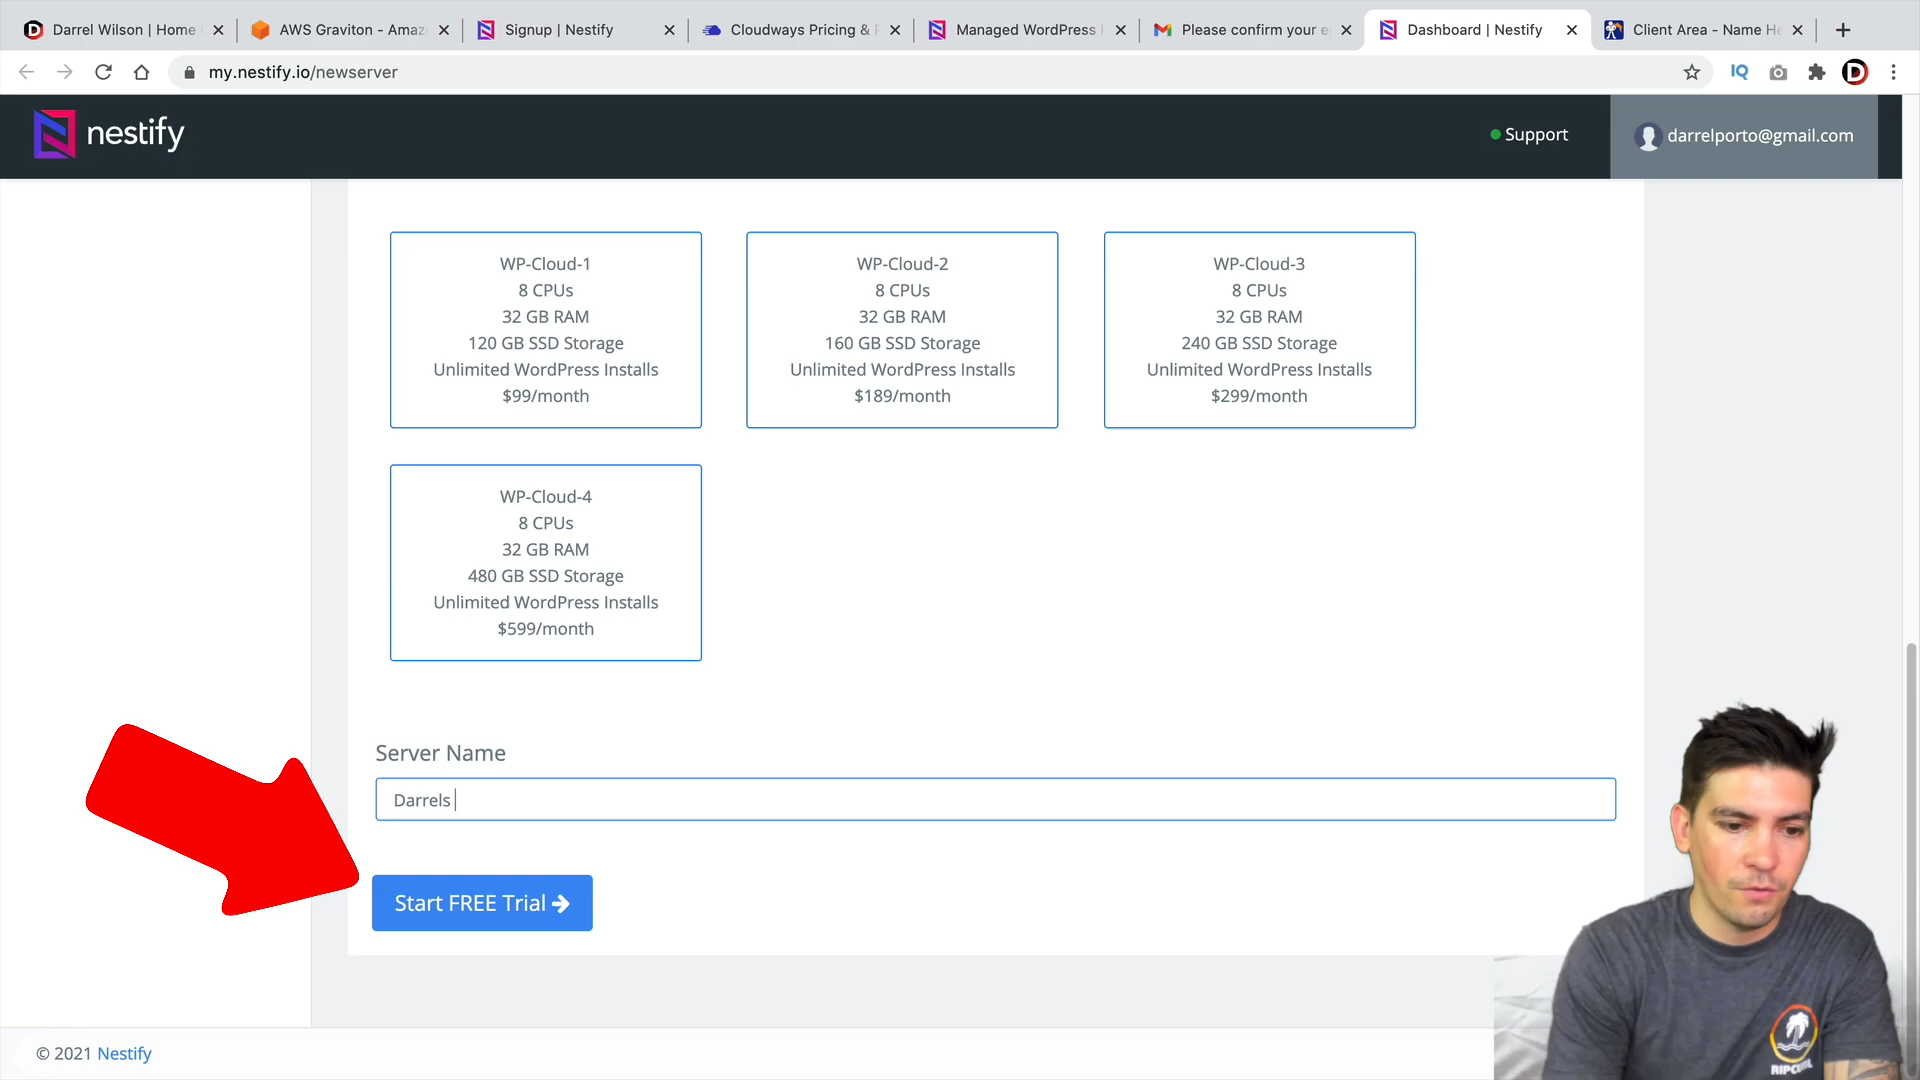 Darrel Wilson | Home
AWS Graviton - Amaz
Signup | Nestify
Cloudways Pricing &
Managed WordPress
Please confirm your e
Dashboard | Nestify
Client Area - Name He
my.nestify.io/newserver
IQ
nestify
Support
darrelporto@gmail.com
WP-Cloud-1
8 CPUs
32 GB RAM
120 GB SSD Storage
Unlimited WordPress Installs
$99/month
WP-Cloud-2
8 CPUs
32 GB RAM
160 GB SSD Storage
Unlimited WordPress Installs
$189/month
WP-Cloud-3
8 CPUs
32 GB RAM
240 GB SSD Storage
Unlimited WordPress Installs
$299/month
WP-Cloud-4
8 CPUs
32 GB RAM
480 GB SSD Storage
Unlimited WordPress Installs
$599/month
Server Name
Darrels
Start FREE Trial
© 2021 Nestify